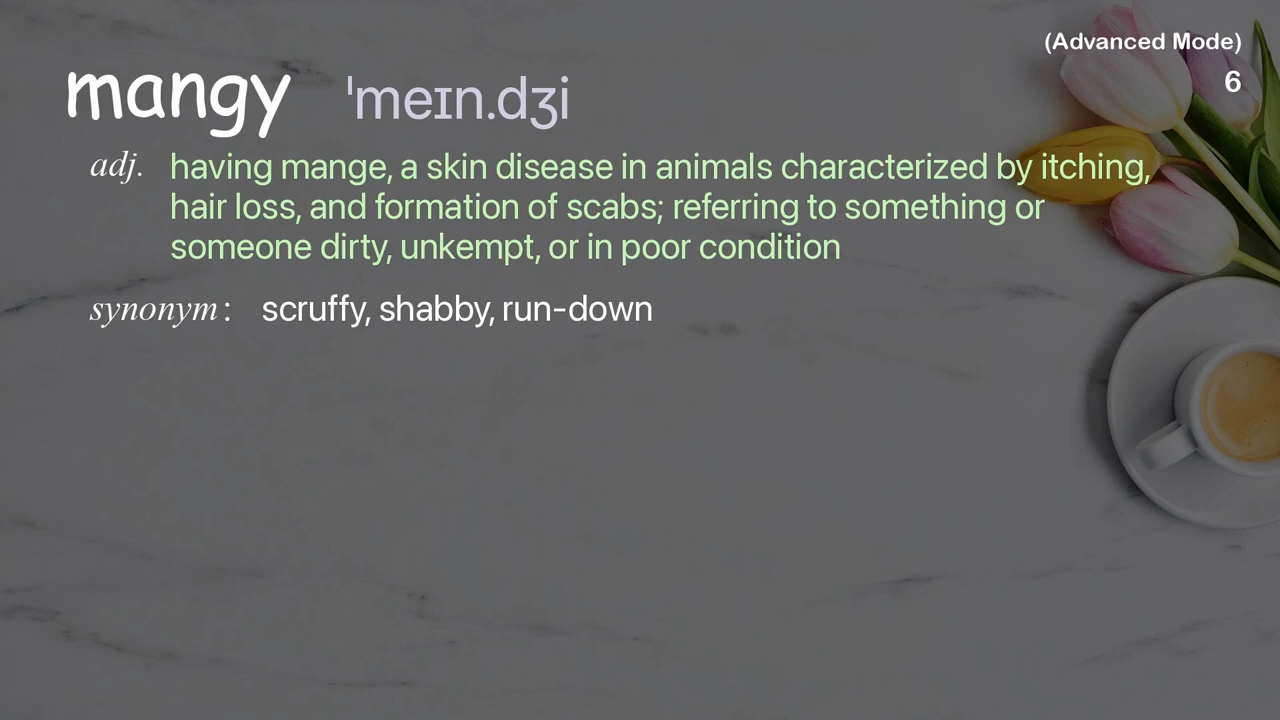 (Advanced Mode)
6
mangy ˈmeɪn.dʒi
adj. having mange, a skin disease in animals characterized by itching,
hair loss, and formation of scabs; referring to something or
someone dirty, unkempt, or in poor condition
synonym: scruffy, shabby, run-down